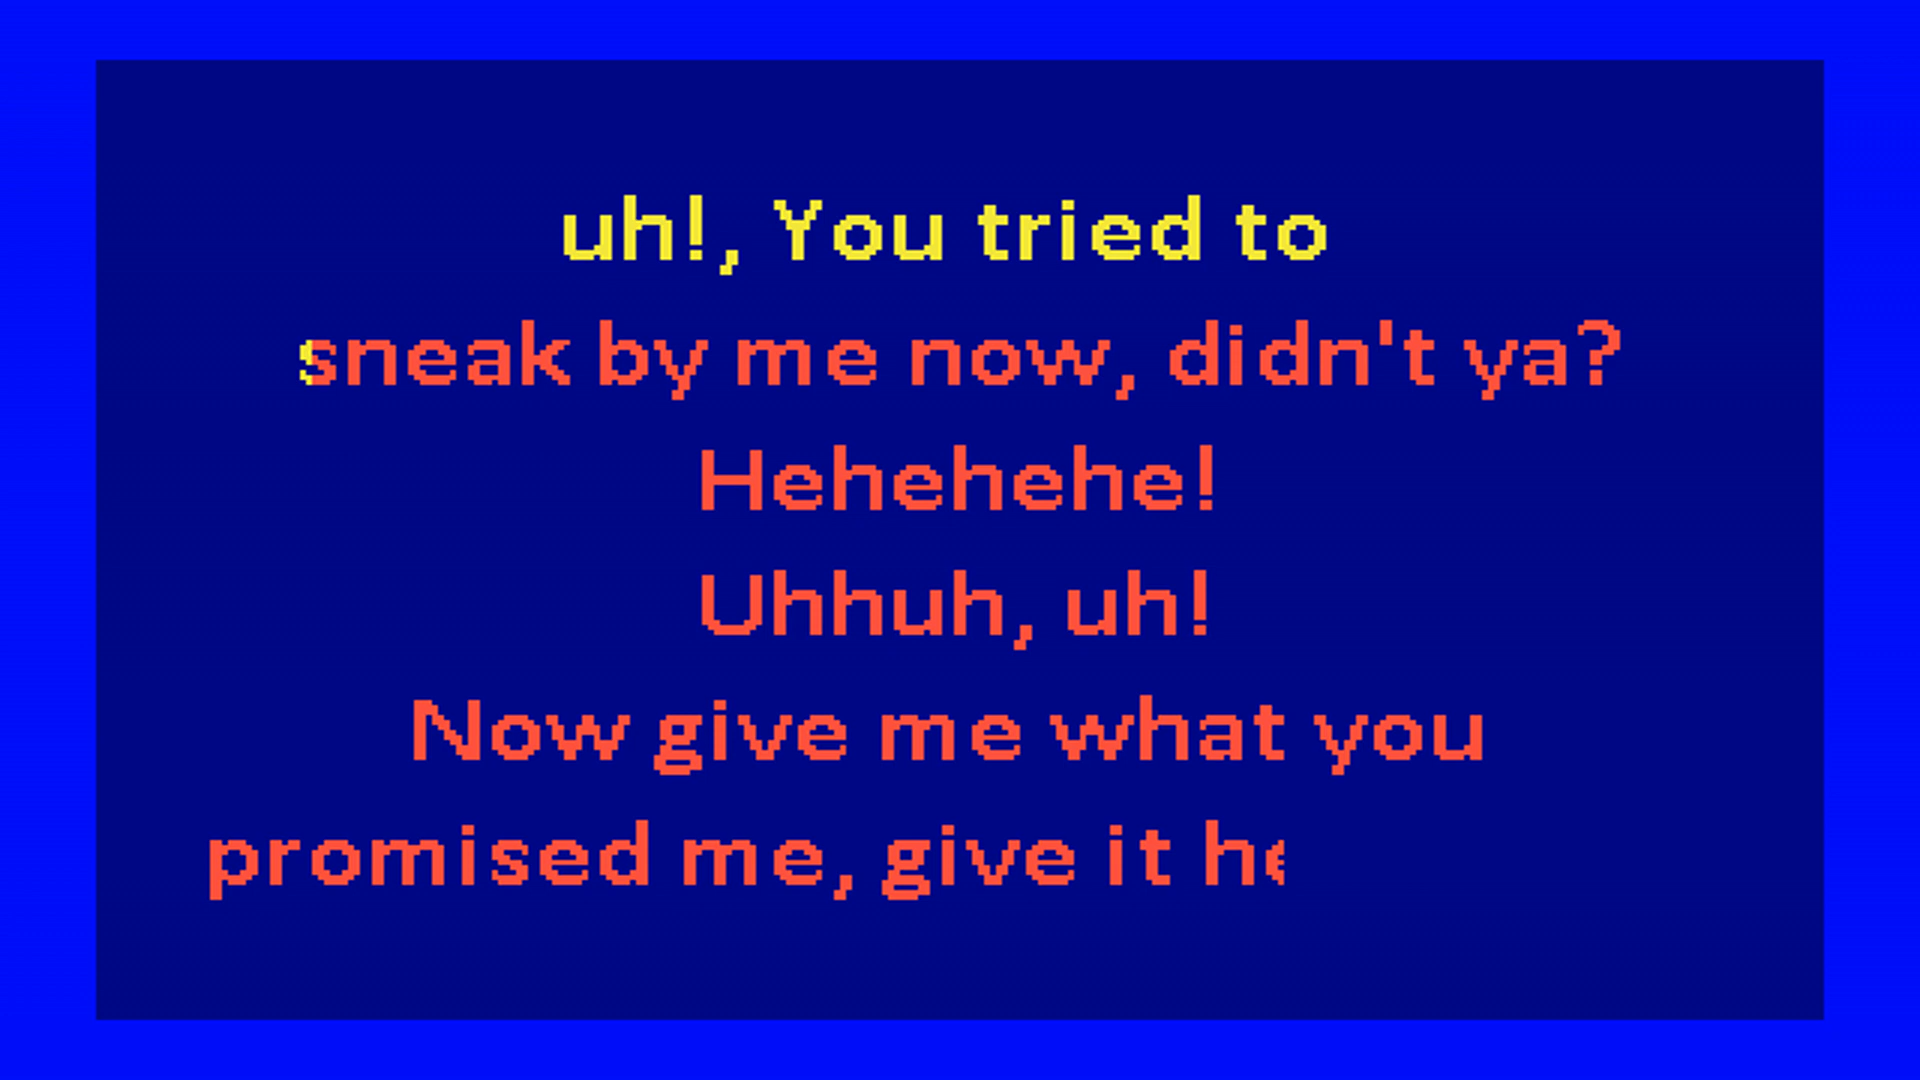 uh!, You tried to
sneak by me now, didn't ya?
Hehehehe!
Uhhuh, uh!
Now give me what you
promised me, give it